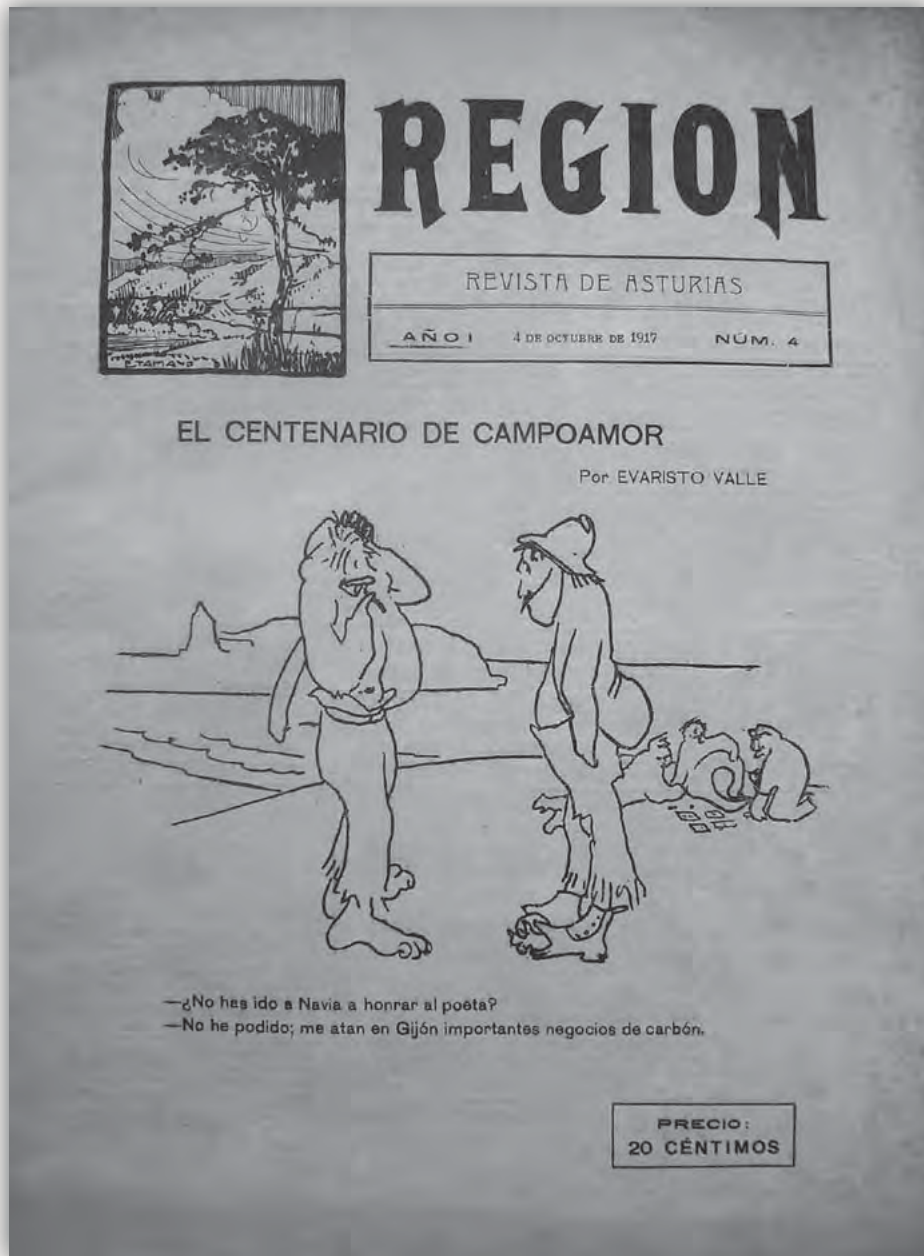 REGION
REVISTA DE ASTURIAS
AÑO I 4 DE OCTUBRE DE 1917 NÚM. 4
P. TAMAYO
EL CENTENARIO DE CAMPOAMOR
Por EVARISTO VALLE
—¿No has ido a Navia a honrar al poeta?
—No he podido; me atan en Gijón importantes negocios de carbón.
PRECIO:
20 CÉNTIMOS